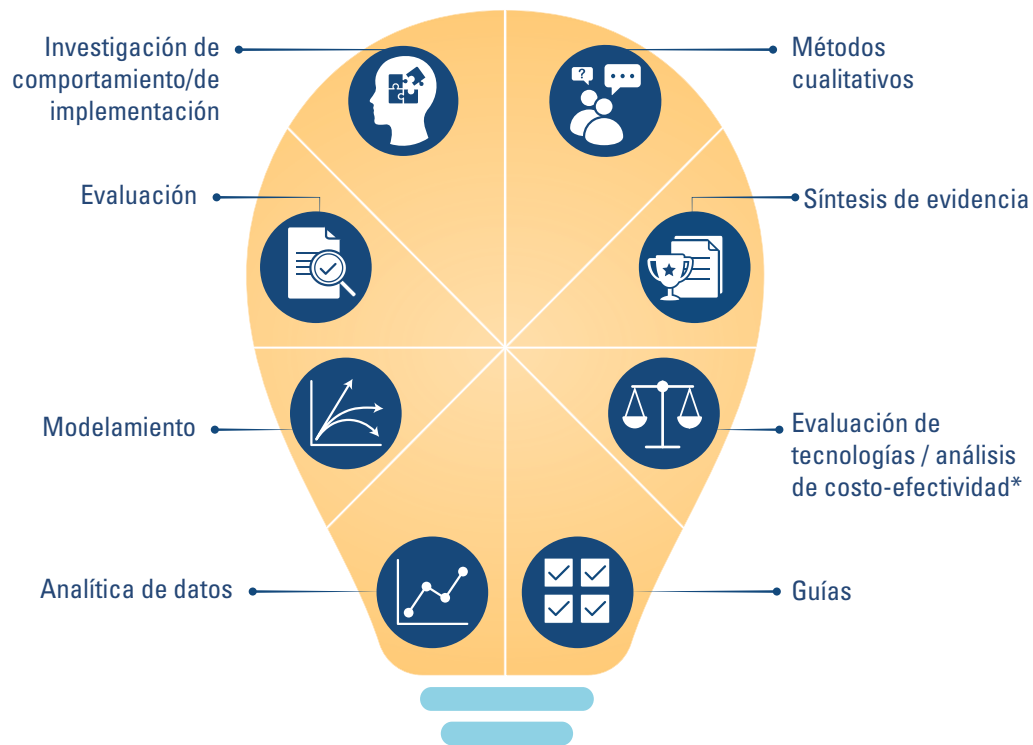 Investigación de
comportamiento/de
implementación
Métodos
cualitativos
Evaluación
Síntesis de evidencia
Modelamiento
Evaluación de
tecnologías / análisis
de costo-efectividad*
Analítica de datos
Guías
?